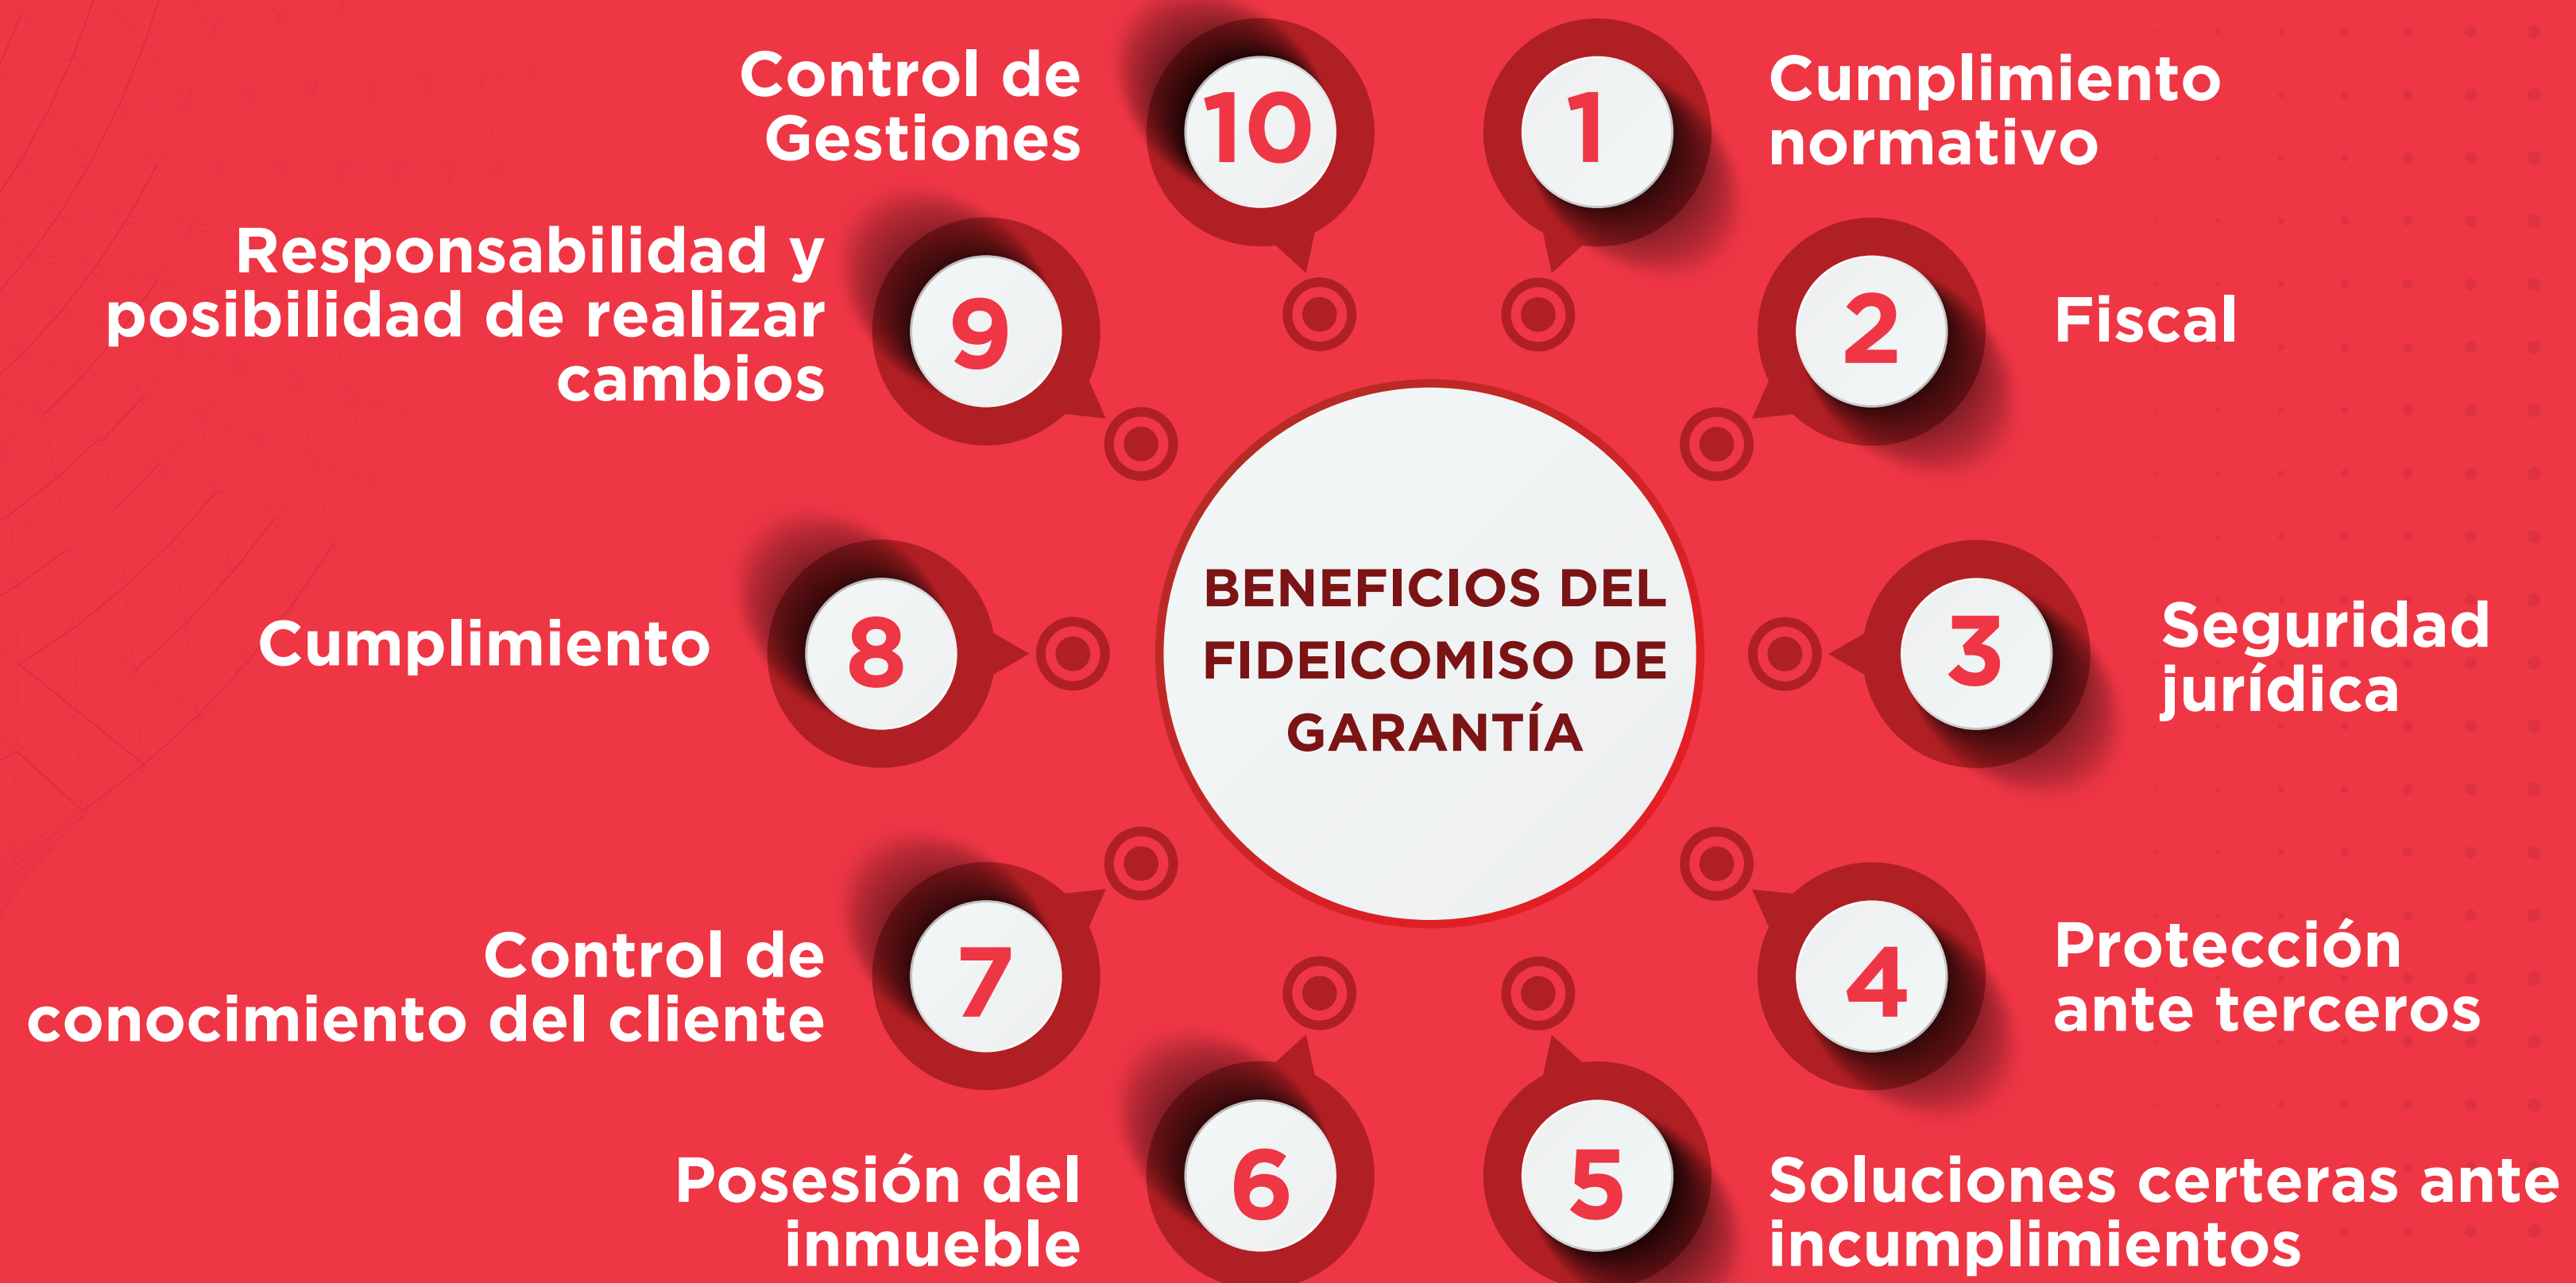 BENEFICIOS DEL
FIDEICOMISO DE
GARANTÍA
1
Cumplimiento
normativo
2
Fiscal
3
Seguridad
jurídica
4
Protección
ante terceros
5
Soluciones certeras ante
incumplimientos
6
Posesión del
inmueble
7
Control de
conocimiento del cliente
8
Cumplimiento
9
Responsabilidad y
posibilidad de realizar
cambios
10
Control de
Gestiones